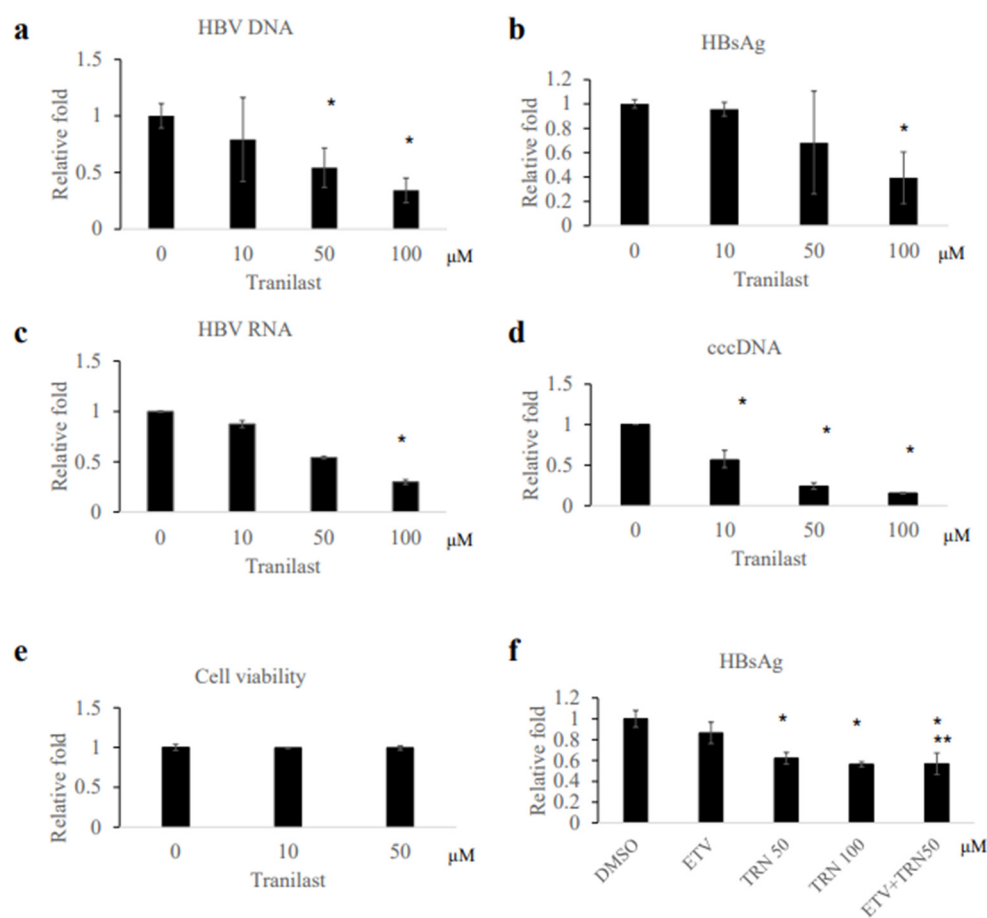 a
HBV DNA
1.5
1
0.5
0
Relative fold
*
*
0 10 50 100 μM
Tranilast
b
HBsAg
1.2
1
0.8
0.6
0.4
0.2
0
Relative fold
*
0 10 50 100 μM
Tranilast
c
HBV RNA
1.5
1
0.5
0
Relative fold
*
0 10 50 100 μM
Tranilast
d
cccDNA
1.5
1
0.5
0
Relative fold
*
*
*
0 10 50 100 μM
Tranilast
e
Cell viability
1.5
1
0.5
0
Relative fold
0 10 50 μM
Tranilast
f
HBsAg
1.2
1
0.8
0.6
0.4
0.2
0
Relative fold
*
*
*
**
DMSO ETV TRN 50 TRN 100 ETV+TRN50 μM